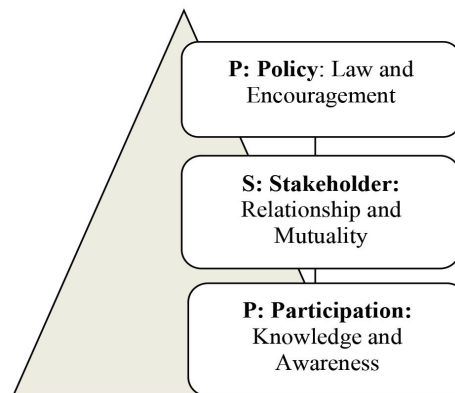 P: Policy: Law and
Encouragement
S: Stakeholder:
Relationship and
Mutuality
P: Participation:
Knowledge and
Awareness